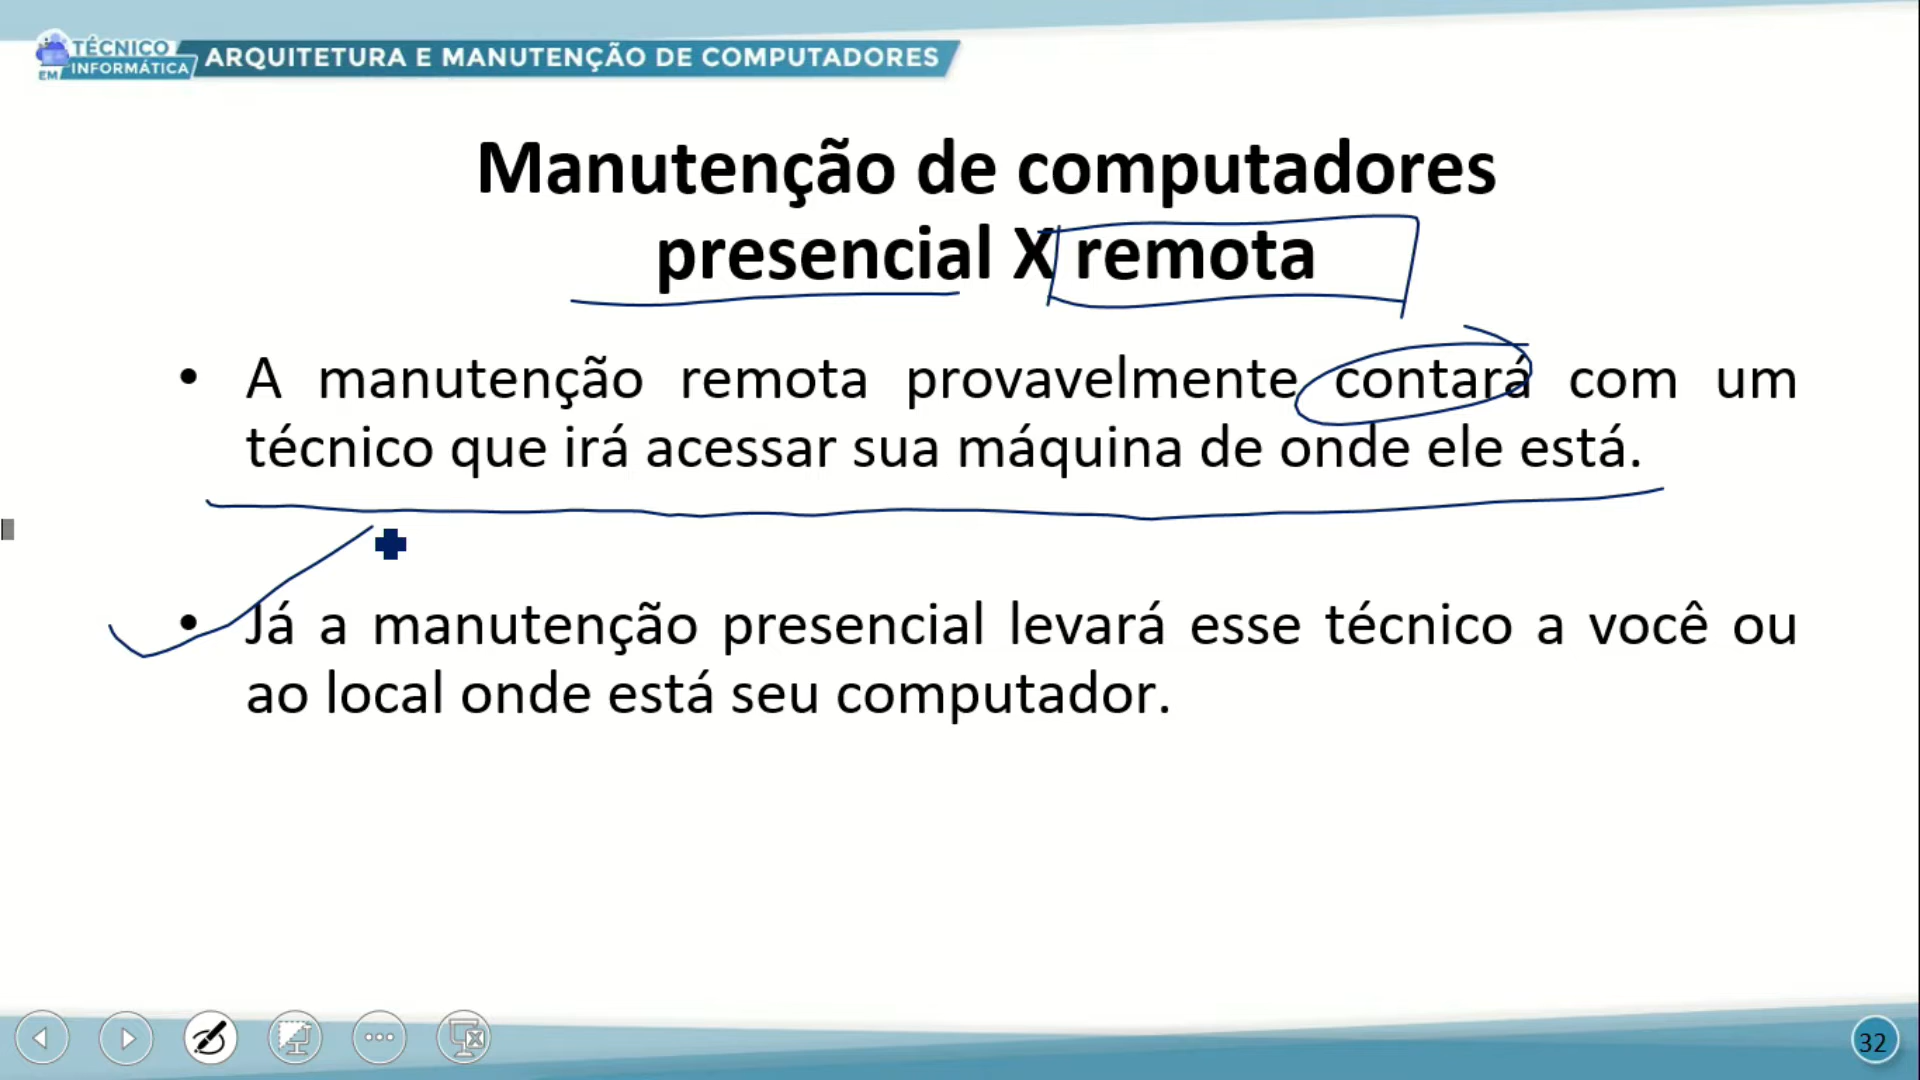 TÉCNICO
EM INFORMÁTICA
ARQUITETURA E MANUTENÇÃO DE COMPUTADORES
Manutenção de computadores
presencial X remota
• A manutenção remota provavelmente contará com um
técnico que irá acessar sua máquina de onde ele está.
• Já a manutenção presencial levará esse técnico a você ou
ao local onde está seu computador.
32